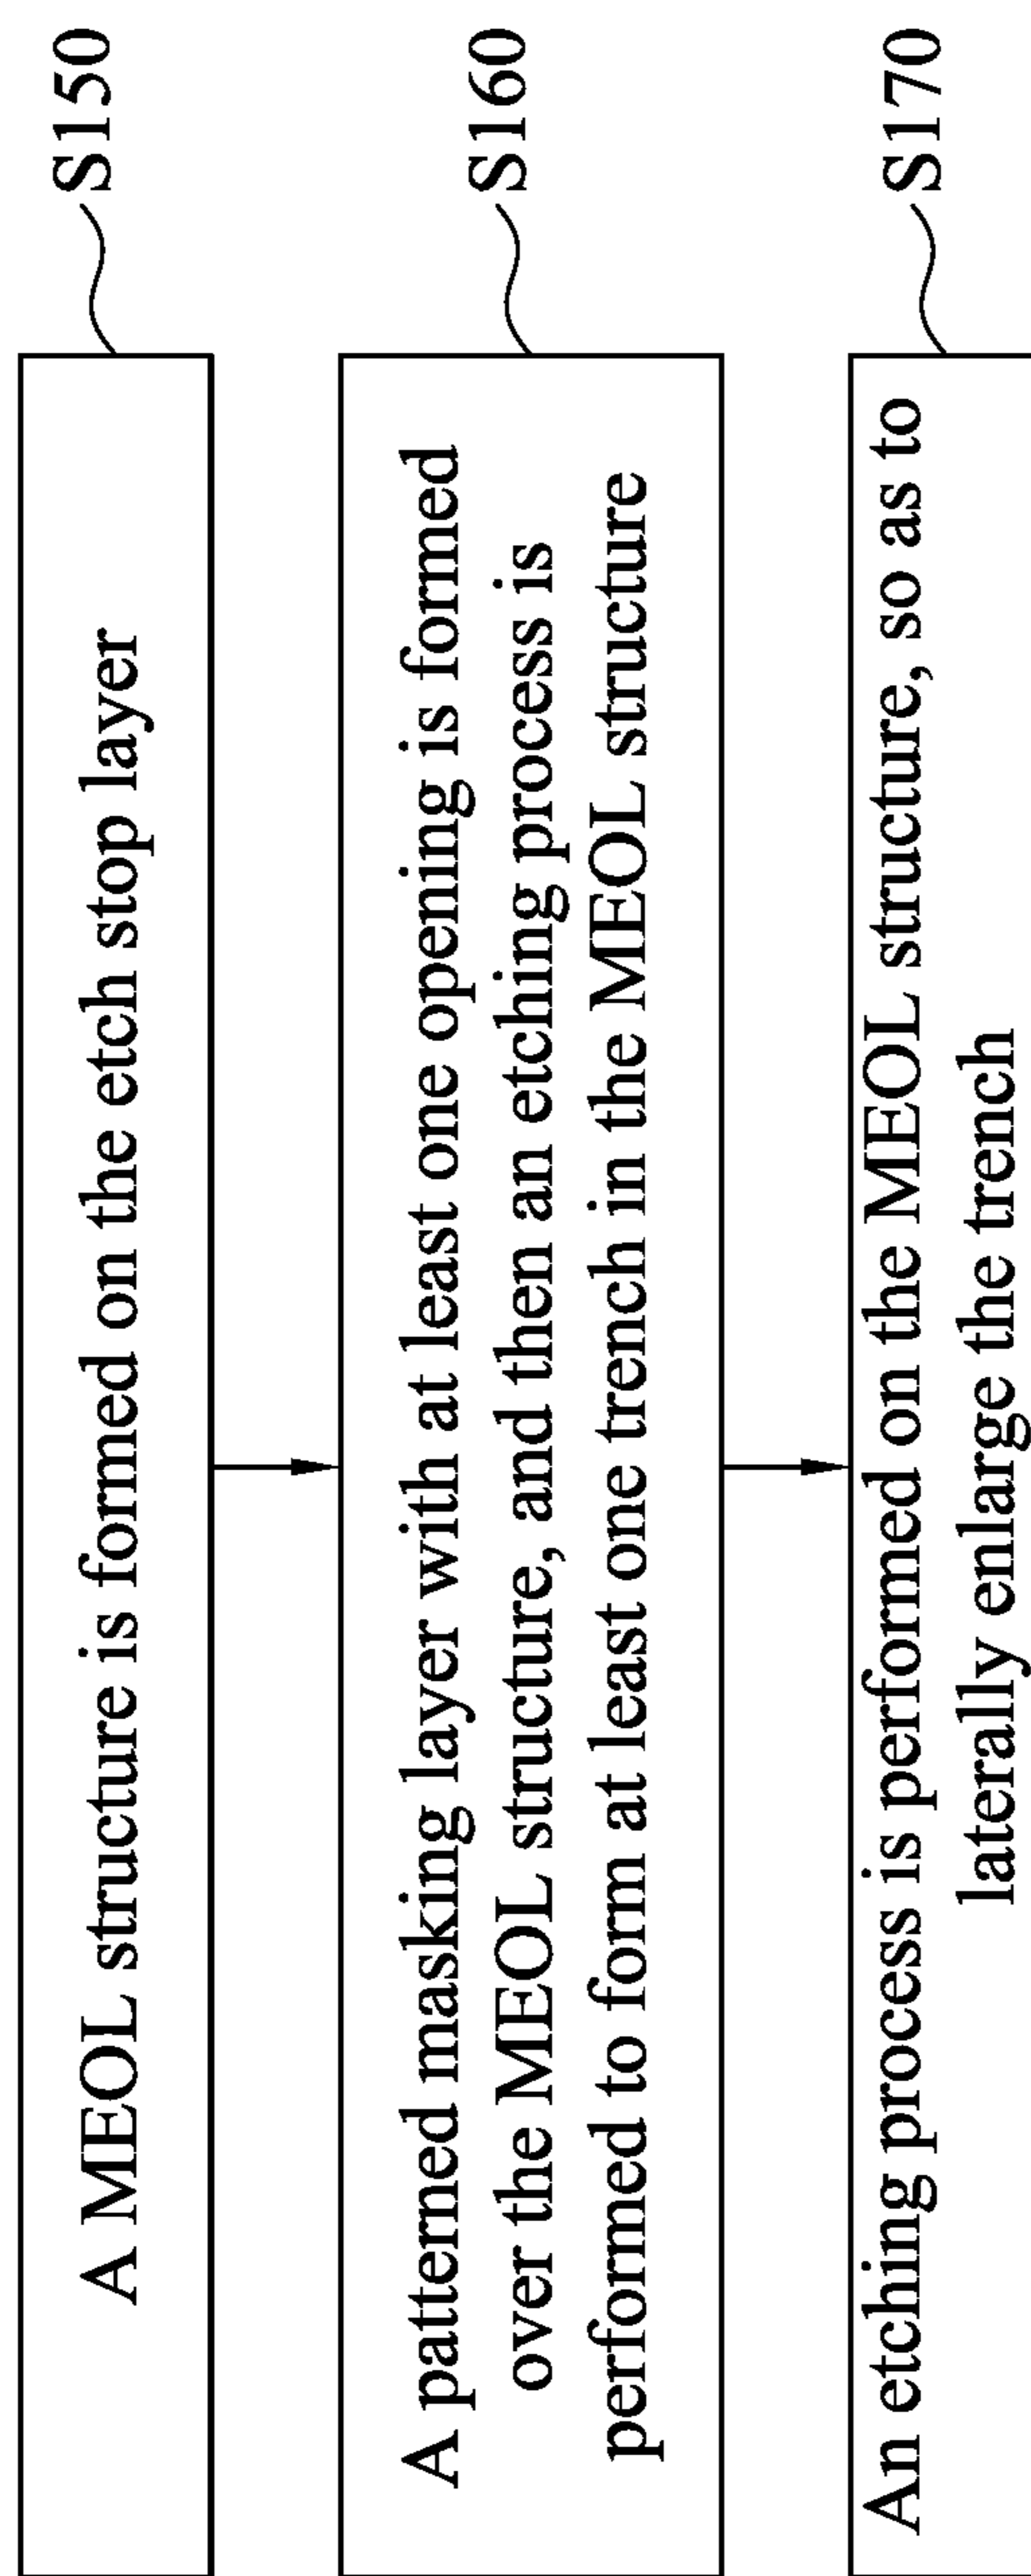 A MEOL structure is formed on the etch stop layer
S150
A patterned masking layer with at least one opening is formed
over the MEOL structure, and then an etching process is
performed to form at least one trench in the MEOL structure
S160
An etching process is performed on the MEOL structure, so as to
laterally enlarge the trench
S170